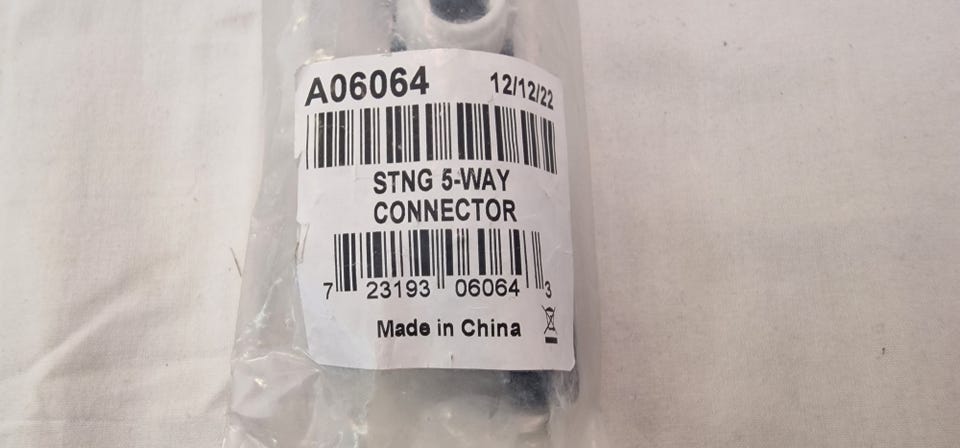 A06064 12/12/22
STNG 5-WAY
CONNECTOR
7 23193 06064 3
Made in China